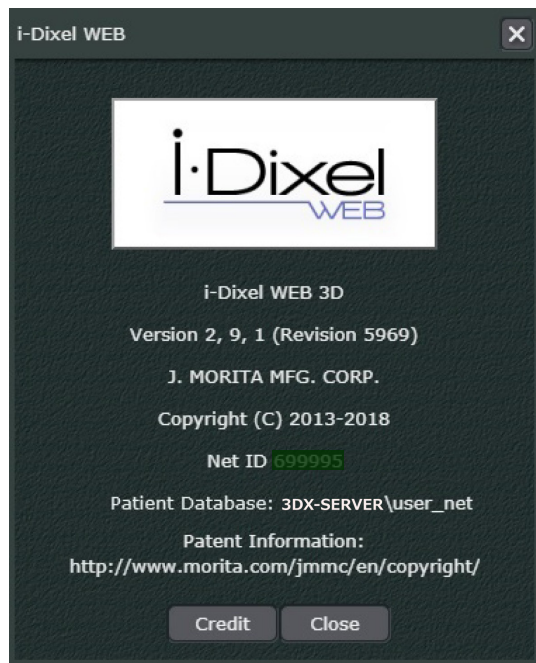 i-Dixel WEB
i·Dixel
WEB
i-Dixel WEB 3D
Version 2, 9, 1 (Revision 5969)
J. MORITA MFG. CORP.
Copyright (C) 2013-2018
Net ID 699995
Patient Database: 3DX-SERVER\user_net
Patent Information:
http://www.morita.com/jmmc/en/copyright/
Credit Close